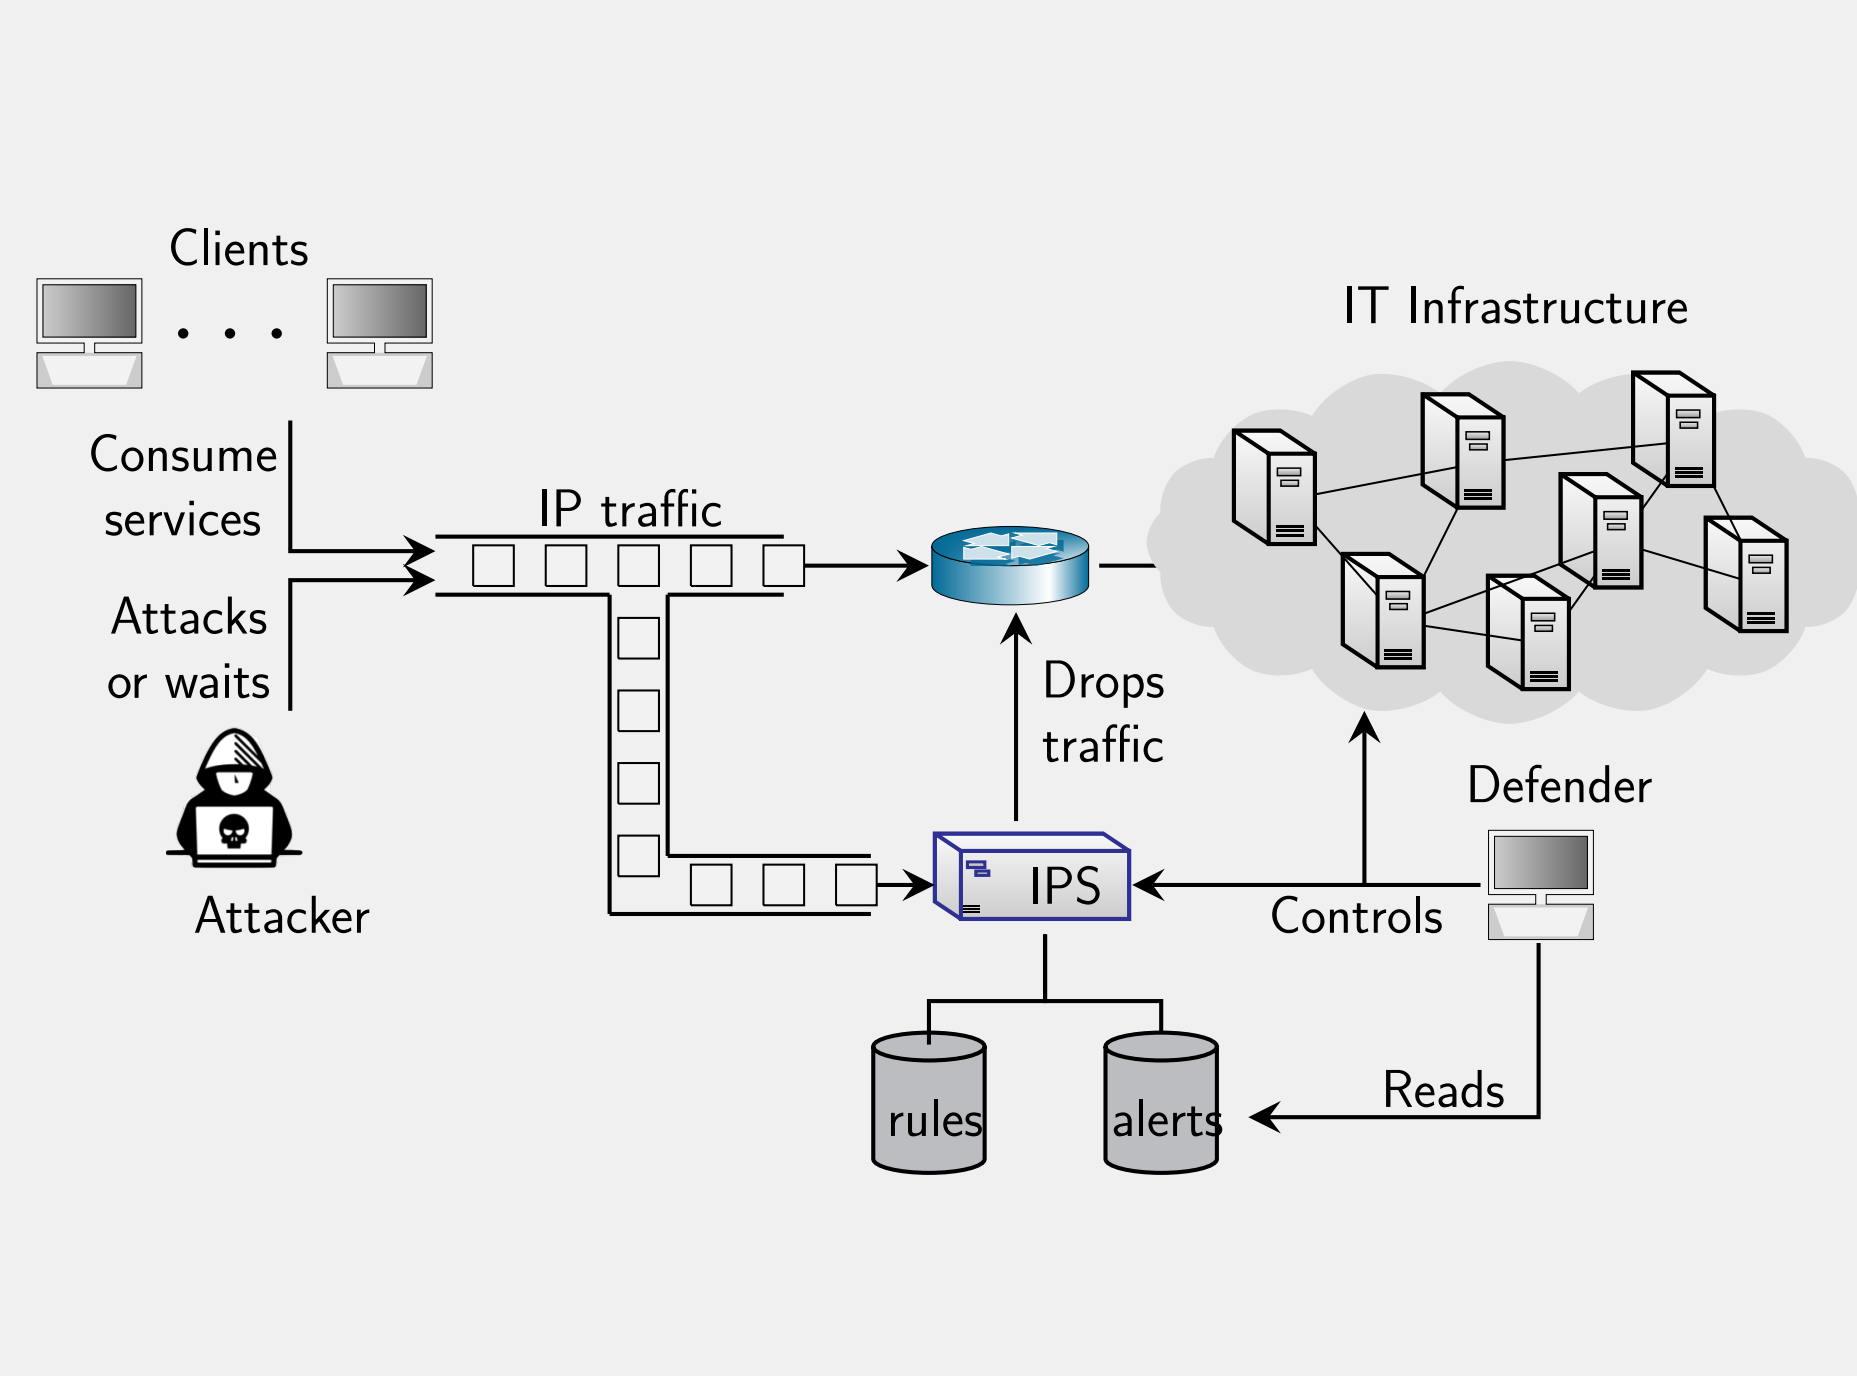 Clients
IT Infrastructure
Consume
services
IP traffic
Attacks
or waits
Drops
traffic
Defender
IPS
Controls
Attacker
Reads
rules
alerts